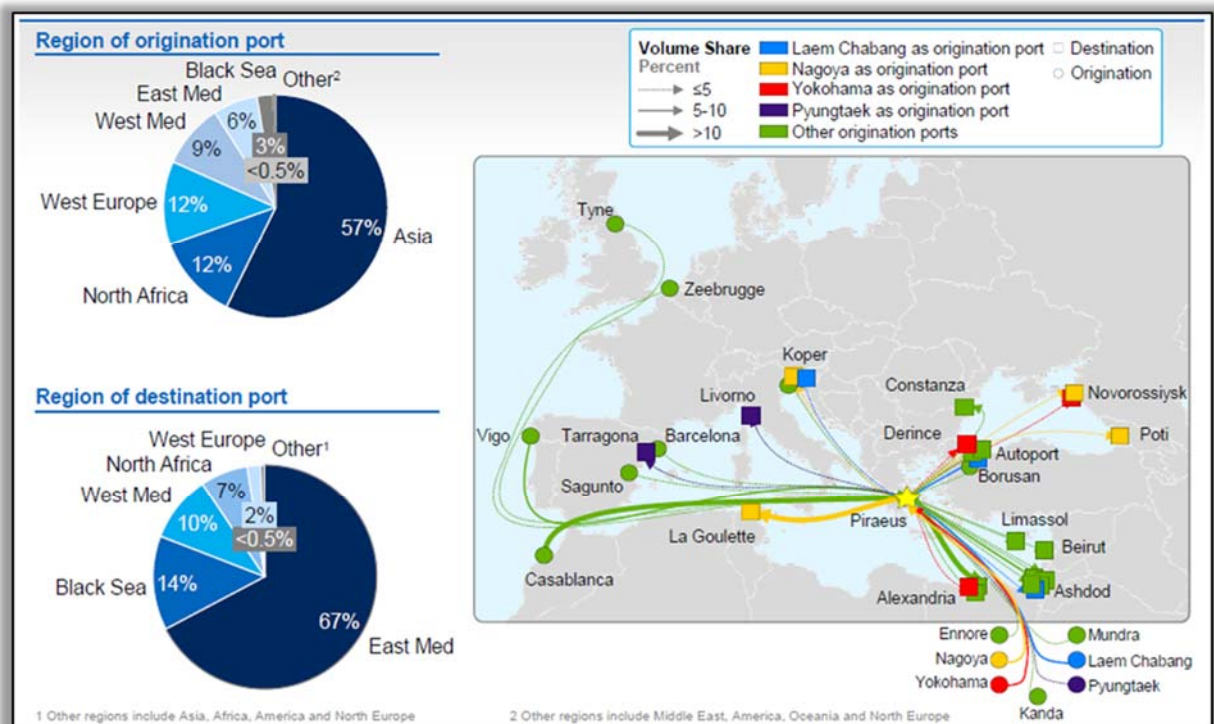 Region of origination port
Black Sea
Other2
East Med
West Med
6%
9%
3%
<0.5%
West Europe
12%
57%
Asia
12%
North Africa
Region of destination port
West Europe
Other1
North Africa
West Med
7%
10%
2%
<0.5%
Black Sea
14%
67%
East Med
Volume Share
Percent
≤5
5-10
>10
Laem Chabang as origination port
Nagoya as origination port
Yokohama as origination port
Pyungtaek as origination port
Other origination ports
Destination
Origination
Tyne
Zeebrugge
Koper
Constanza
Novorossiysk
Livorno
Derince
Poti
Vigo
Tarragona
Barcelona
Autoport
Borusan
Sagunto
Piraeus
Limassol
La Goulette
Beirut
Casablanca
Alexandria
Ashdod
Ennore
Mundra
Nagoya
Laem Chabang
Yokohama
Pyungtaek
Kanda
1 Other regions include Asia, Africa, America and North Europe
2 Other regions include Middle East, America, Oceania and North Europe